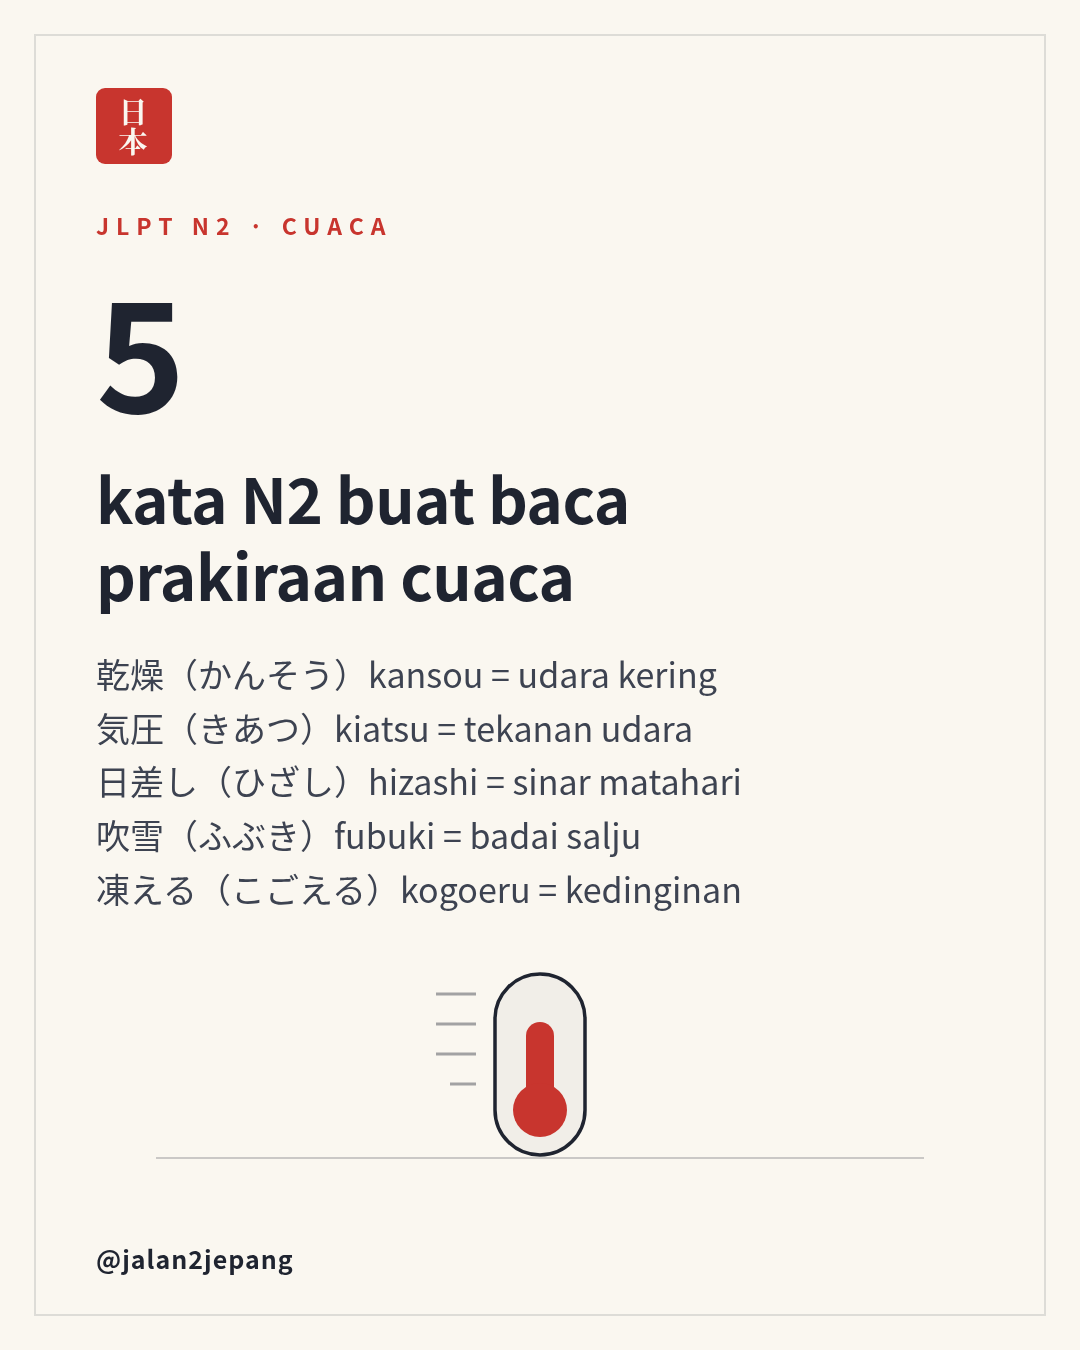 日
本
JLPT N2 · CUACA
5
kata N2 buat baca
prakiraan cuaca
乾燥（かんそう）kansou = udara kering
気圧（きあつ）kiatsu = tekanan udara
日差し（ひざし）hizashi = sinar matahari
吹雪（ふぶき）fubuki = badai salju
凍える（こごえる）kogoeru = kedinginan
@jalan2jepang